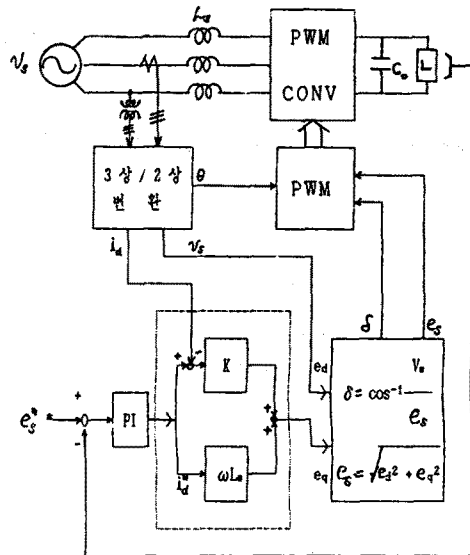 Ls
PWM
CONV
Co
L
vs
3 상 / 2 상
변 환
θ
PWM
id
vs
δ
es
K
ed
δ = cos⁻¹ Vs / es
es* +
-
PI
+ -
+
+
id*
ωLs
eq
es = √ed² + eq²